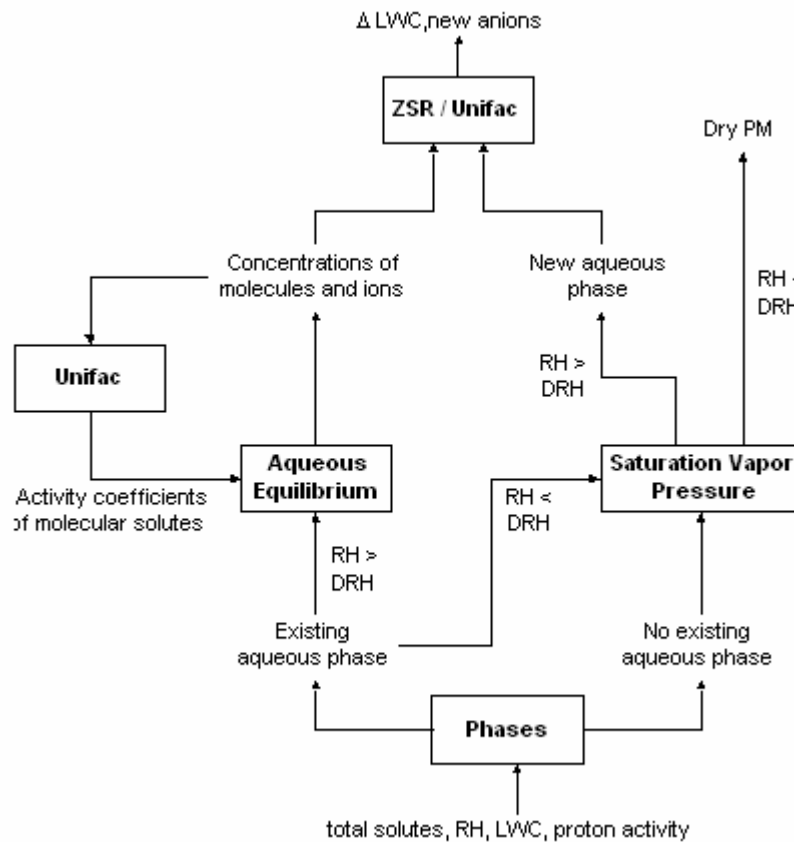 Δ LWC,new anions
ZSR / Unifac
Dry PM
Concentrations of
molecules and ions
New aqueous
phase
RH <
DRH
Unifac
RH >
DRH
Aqueous
Equilibrium
Saturation Vapor
Pressure
Activity coefficients
of molecular solutes
RH <
DRH
RH >
DRH
Existing
aqueous phase
No existing
aqueous phase
Phases
total solutes, RH, LWC, proton activity